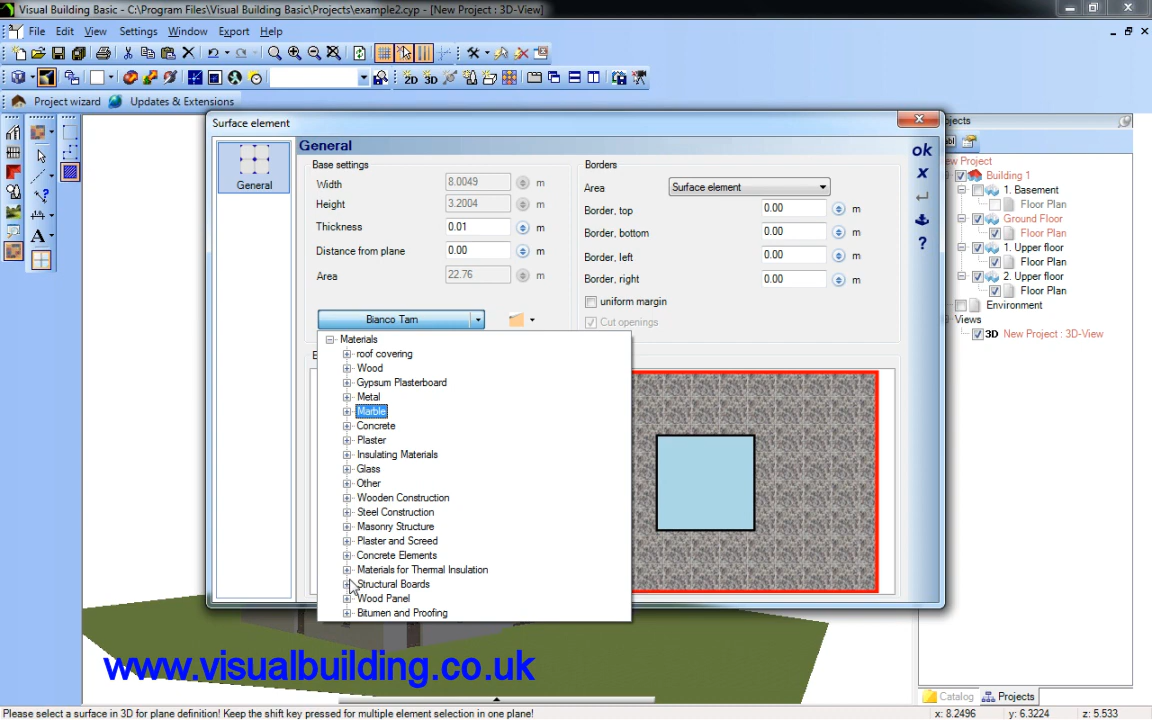 Visual Building Basic - C:\Program Files\Visual Building Basic\Projects\example2.cyp - [New Project : 3D-View]
File Edit View Settings Window Export Help
2D 3D
Project wizard Updates & Extensions
Surface element
General
General
Base settings
Width 8.0049 m
Height 3.2004 m
Thickness 0.01 m
Distance from plane 0.00 m
Area 22.76 m
Bianco Tam
Borders
Area Surface element
Border, top 0.00 m
Border, bottom 0.00 m
Border, left 0.00 m
Border, right 0.00 m
uniform margin
Cut openings
ok
x
?
Materials
roof covering
Wood
Gypsum Plasterboard
Metal
Marble
Concrete
Plaster
Insulating Materials
Glass
Other
Wooden Construction
Steel Construction
Masonry Structure
Plaster and Screed
Concrete Elements
Materials for Thermal Insulation
Structural Boards
Wood Panel
Bitumen and Proofing
ojects
ew Project
Building 1
1. Basement
Floor Plan
Ground Floor
Floor Plan
1. Upper floor
Floor Plan
2. Upper floor
Floor Plan
Environment
Views
3D New Project : 3D-View
Catalog Projects
www.visualbuilding.co.uk
Please select a surface in 3D for plane definition! Keep the shift key pressed for multiple element selection in one plane!
x: 8.2496 y: 6.3224 z: 5.533